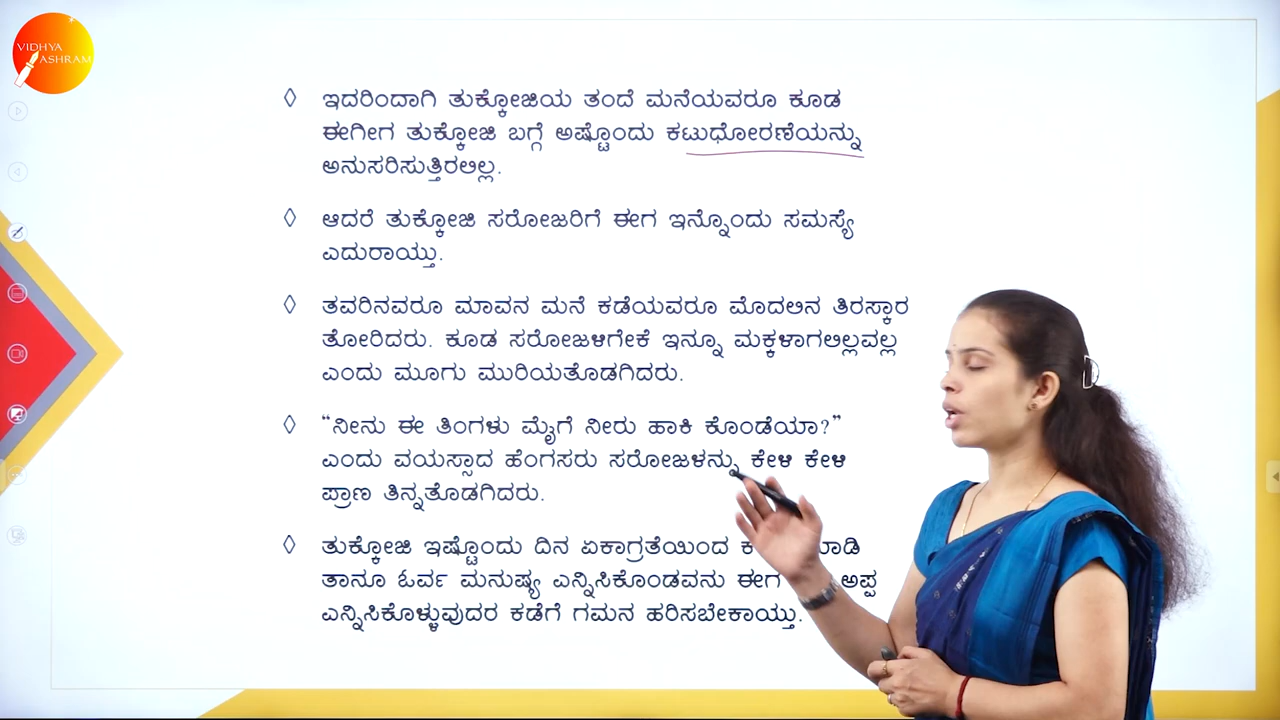 VIDHYA
ASHRAM
ಇದರಿಂದಾಗಿ ತುಕ್ಕೋಜಿಯ ತಂದೆ ಮನೆಯವರೂ ಕೂಡ
ಈಗೀಗ ತುಕ್ಕೋಜಿ ಬಗ್ಗೆ ಅಷ್ಟೊಂದು ಕಟುಧೋರಣೆಯನ್ನು
ಅನುಸರಿಸುತ್ತಿರಲಿಲ್ಲ.
ಆದರೆ ತುಕ್ಕೋಜಿ ಸರೋಜರಿಗೆ ಈಗ ಇನ್ನೊಂದು ಸಮಸ್ಯೆ
ಎದುರಾಯ್ತು.
ತವರಿನವರೂ ಮಾವನ ಮನೆ ಕಡೆಯವರೂ ಮೊದಲಿನ ತಿರಸ್ಕಾರ
ತೋರಿದರು. ಕೂಡ ಸರೋಜಳಿಗೇಕೆ ಇನ್ನೂ ಮಕ್ಕಳಾಗಲಿಲ್ಲವಲ್ಲ
ಎಂದು ಮೂಗು ಮುರಿಯತೊಡಗಿದರು.
“ನೀನು ಈ ತಿಂಗಳು ಮೈಗೆ ನೀರು ಹಾಕಿ ಕೊಂಡೆಯಾ?”
ಎಂದು ವಯಸ್ಸಾದ ಹೆಂಗಸರು ಸರೋಜಳನ್ನು ಕೇಳಿ ಕೇಳಿ
ಪ್ರಾಣ ತಿನ್ನತೊಡಗಿದರು.
ತುಕ್ಕೋಜಿ ಇಷ್ಟೊಂದು ದಿನ ಏಕಾಗ್ರತೆಯಿಂದ
ತಾನೂ ಓರ್ವ ಮನುಷ್ಯ ಎನ್ನಿಸಿಕೊಂಡವನು ಈಗ ಅಪ್ಪ
ಎನ್ನಿಸಿಕೊಳ್ಳುವುದರ ಕಡೆಗೆ ಗಮನ ಹರಿಸಬೇಕಾಯ್ತು.